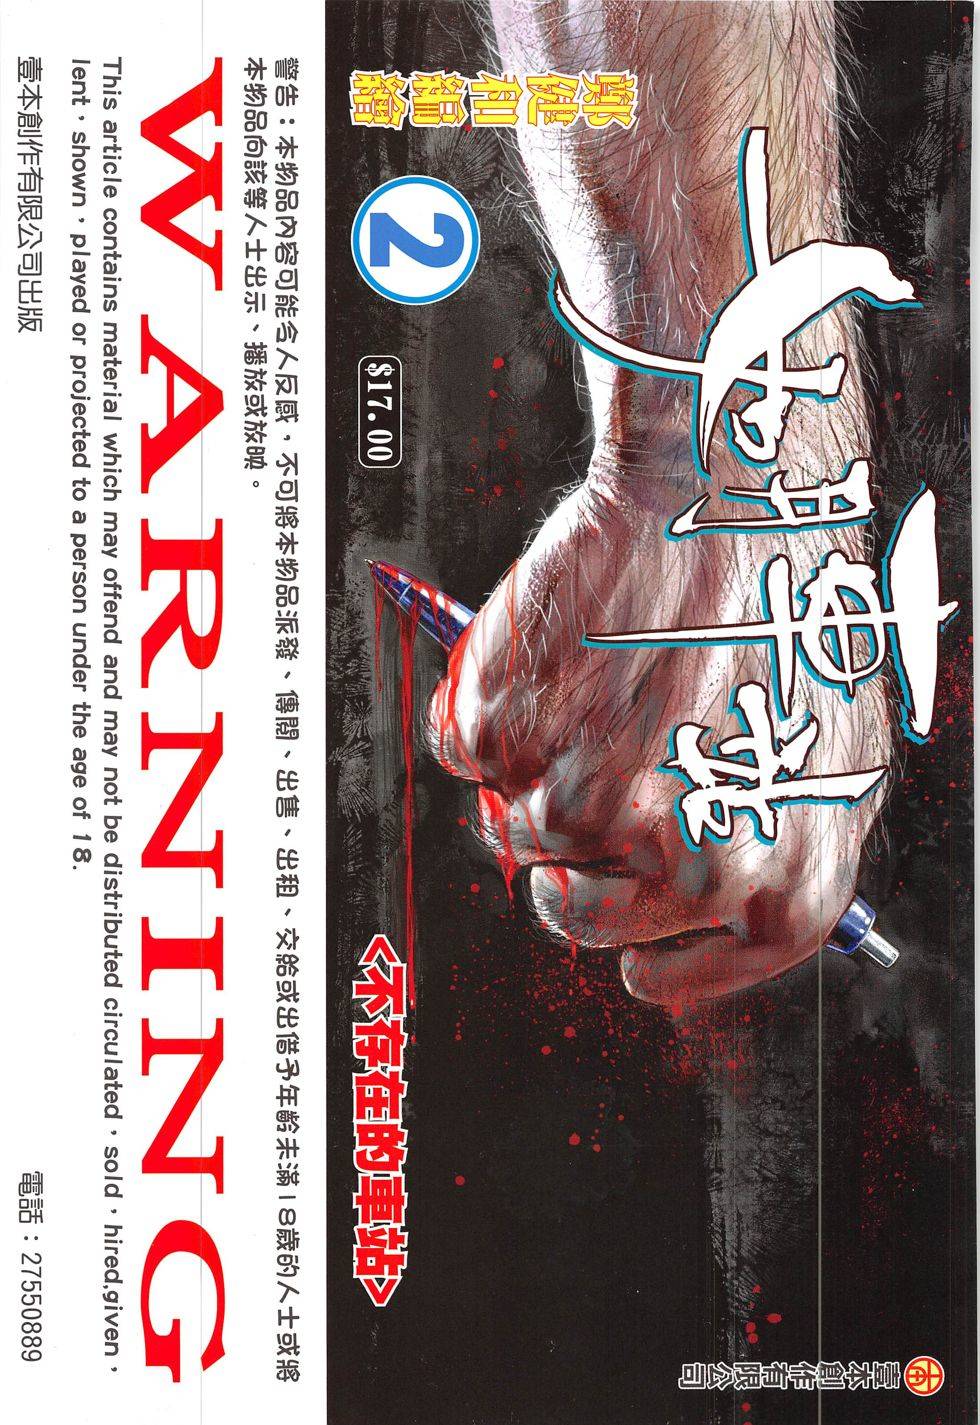 鄭健和編繪
2
$17.00
<不存在的車站>
壹本創作有限公司
警告：本物品內容可能令人反感，不可將本物品派發、傳閱、出售、出租、交給或出借予年齡未滿18歲的人士或將
本物品向該等人士出示、播放或放映。
WARNING
This article contains material which may offend and may not be distributed circulated，sold，hired,given，
lent，shown，played or projected to a person under the age of 18.
壹本創作有限公司出版
電話：27550889